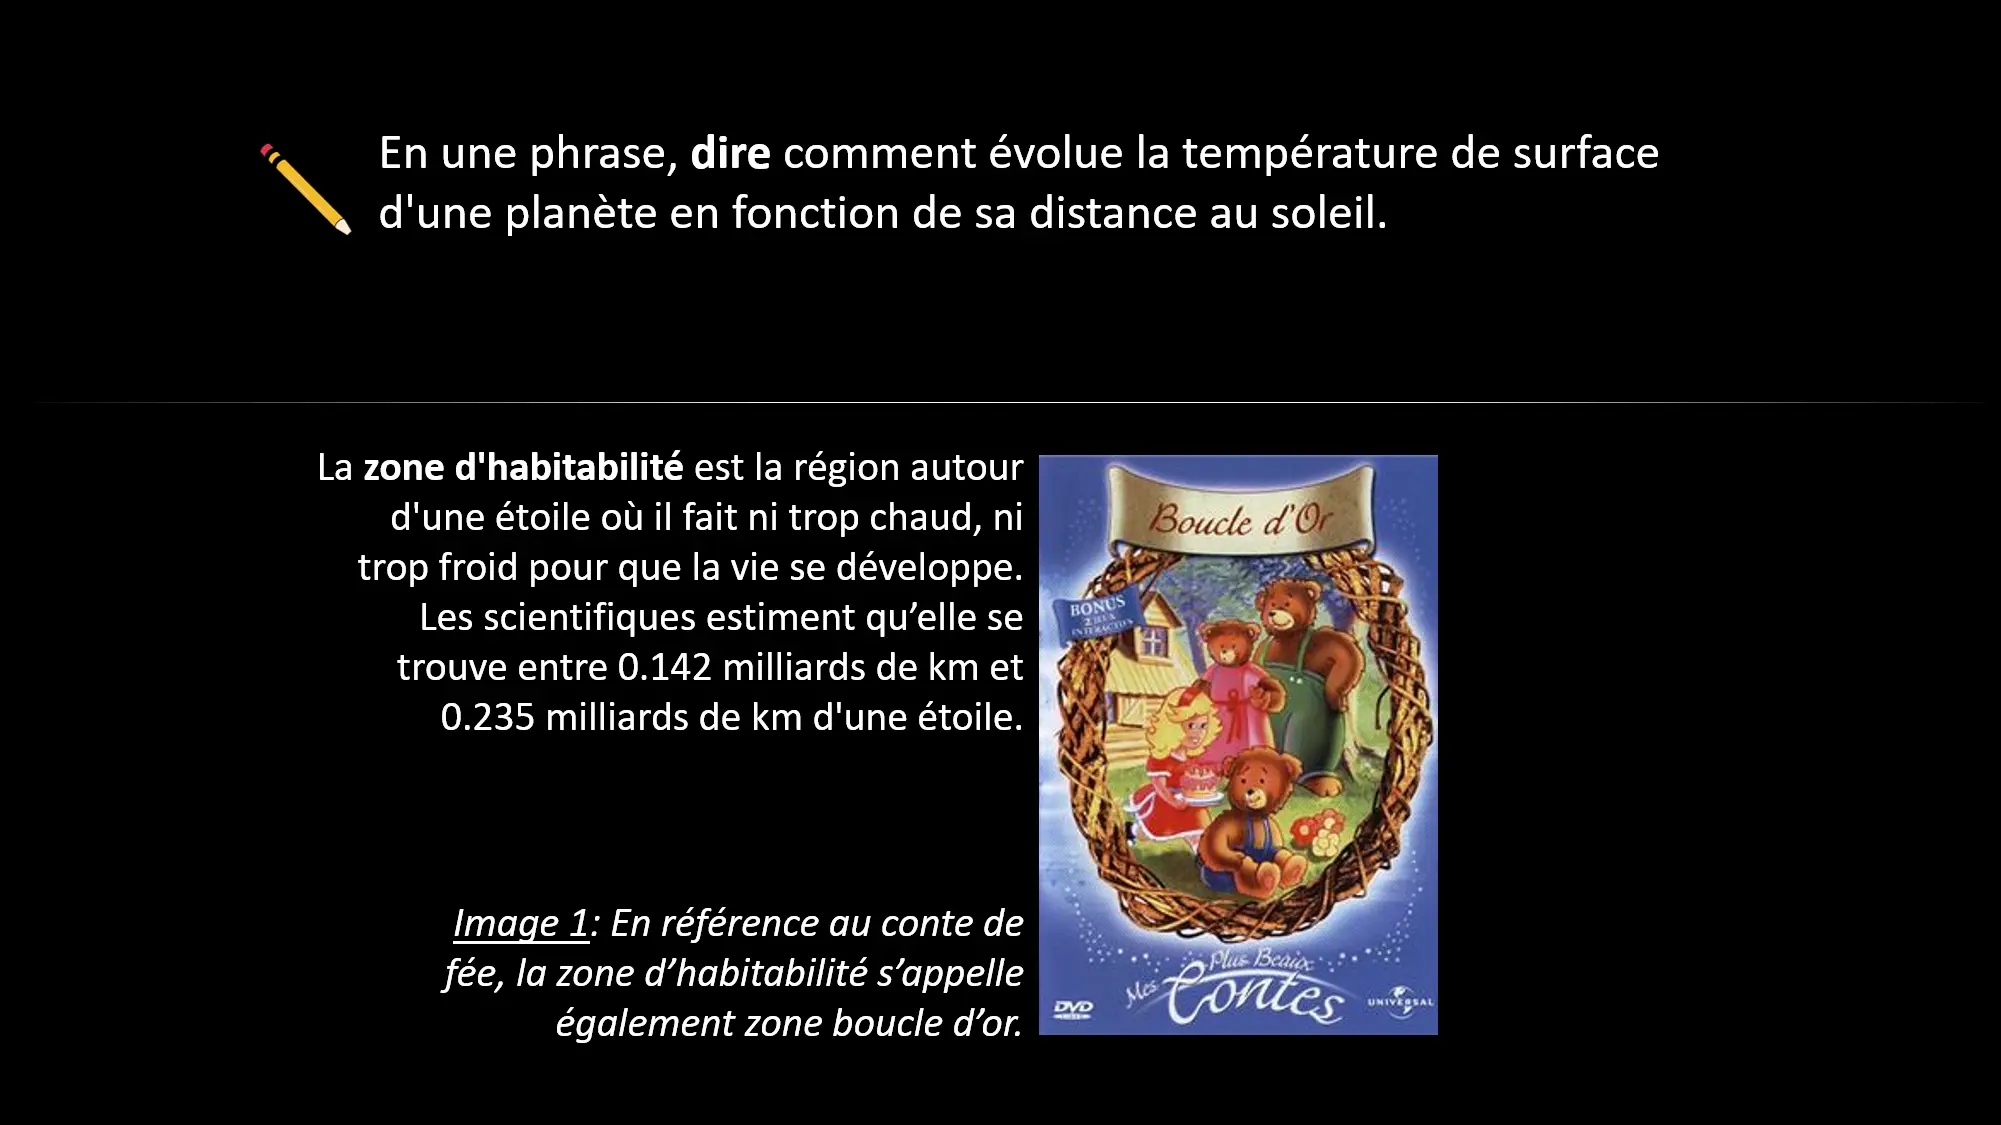 En une phrase, dire comment évolue la température de surface
d'une planète en fonction de sa distance au soleil.
La zone d'habitabilité est la région autour
d'une étoile où il fait ni trop chaud, ni
trop froid pour que la vie se développe.
Les scientifiques estiment qu’elle se
trouve entre 0.142 milliards de km et
0.235 milliards de km d'une étoile.
Image 1: En référence au conte de
fée, la zone d’habitabilité s’appelle
également zone boucle d’or.
Boucle d'Or
BONUS
2 JEUX
INTERACTIFS
Mes Plus Beaux
Contes
DVD
UNIVERSAL